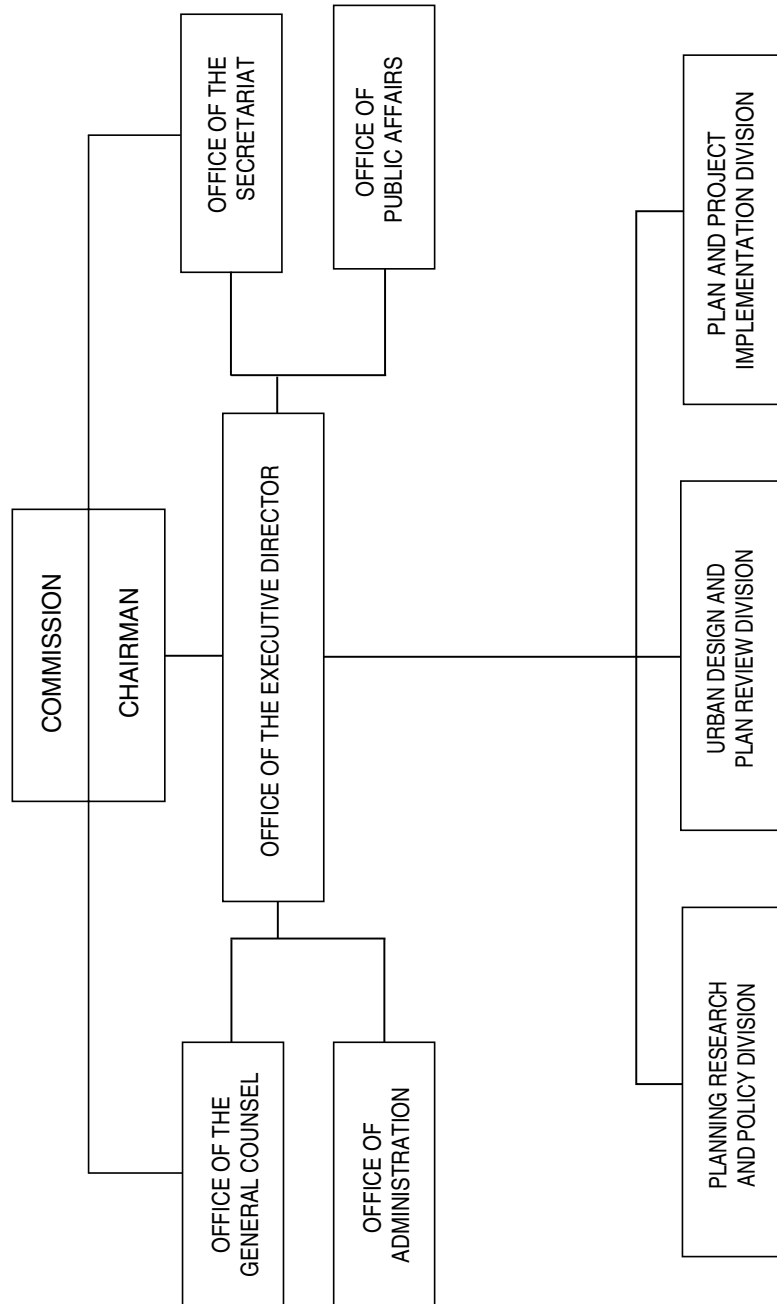 COMMISSION
CHAIRMAN
OFFICE OF THE
GENERAL COUNSEL
OFFICE OF THE EXECUTIVE DIRECTOR
OFFICE OF THE
SECRETARIAT
OFFICE OF
ADMINISTRATION
OFFICE OF
PUBLIC AFFAIRS
PLANNING RESEARCH
AND POLICY DIVISION
URBAN DESIGN AND
PLAN REVIEW DIVISION
PLAN AND PROJECT
IMPLEMENTATION DIVISION